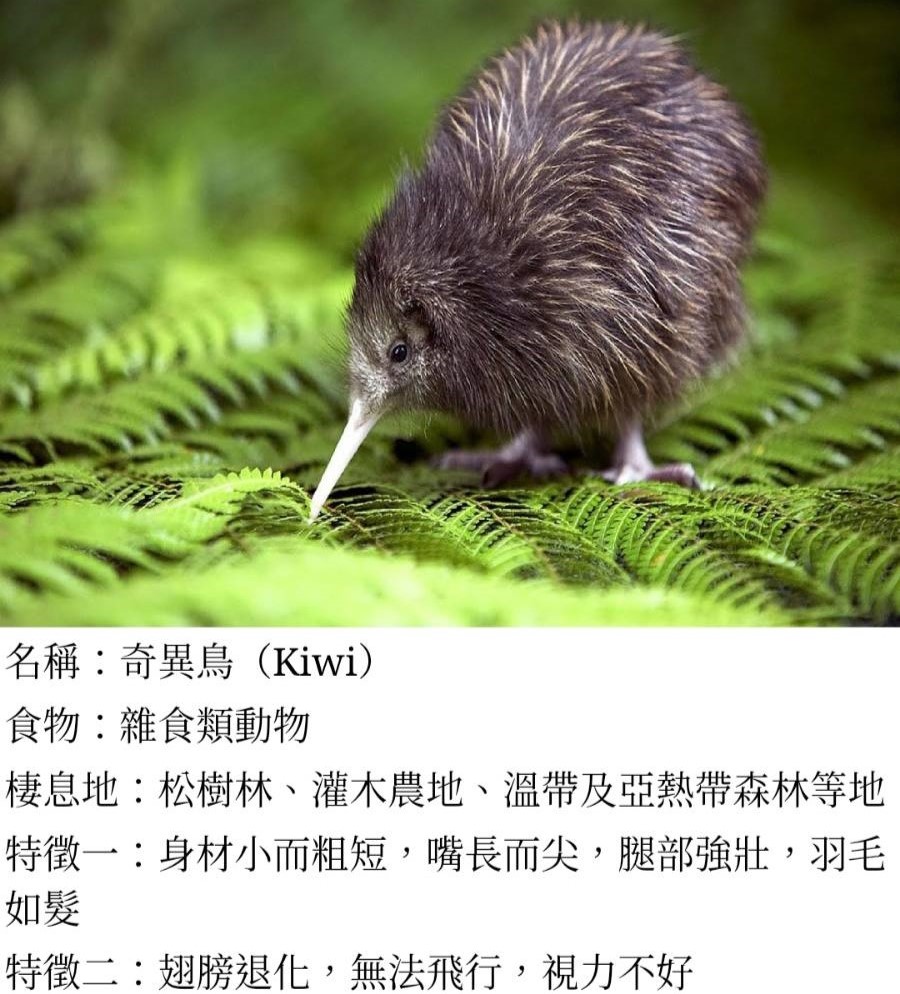 名稱：奇異鳥（Kiwi）
食物：雜食類動物
棲息地：松樹林、灌木農地、溫帶及亞熱帶森林等地
特徵一：身材小而粗短，嘴長而尖，腿部強壯，羽毛
如髮
特徵二：翅膀退化，無法飛行，視力不好